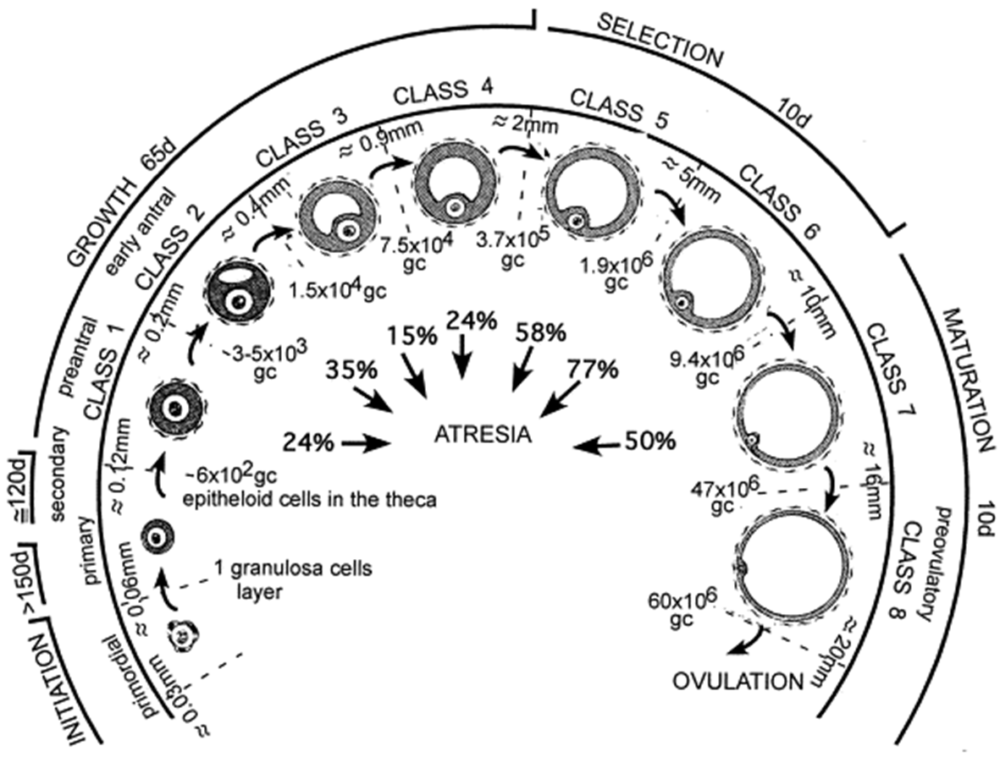 INITIATION
>150d
≅120d
GROWTH 65d
SELECTION
10d
MATURATION
10d
primordial
primary
secondary
preantral
CLASS 1
early antral
CLASS 2
CLASS 3
CLASS 4
CLASS 5
CLASS 6
CLASS 7
preovulatory
CLASS 8
≈ 0.03mm
≈ 0.06mm
≈ 0.12mm
≈ 0.2mm
≈ 0.4mm
≈ 0.9mm
≈ 2mm
≈ 5mm
≈ 10mm
≈ 16mm
≈ 20mm
1 granulosa cells
layer
~6x10²gc
epitheloid cells in the theca
~3-5x10³
gc
1.5x10⁴gc
7.5x10⁴
gc
3.7x10⁵
gc
1.9x10⁶
gc
9.4x10⁶
gc
47x10⁶
gc
60x10⁶
gc
24%
35%
15%
24%
58%
77%
50%
ATRESIA
OVULATION